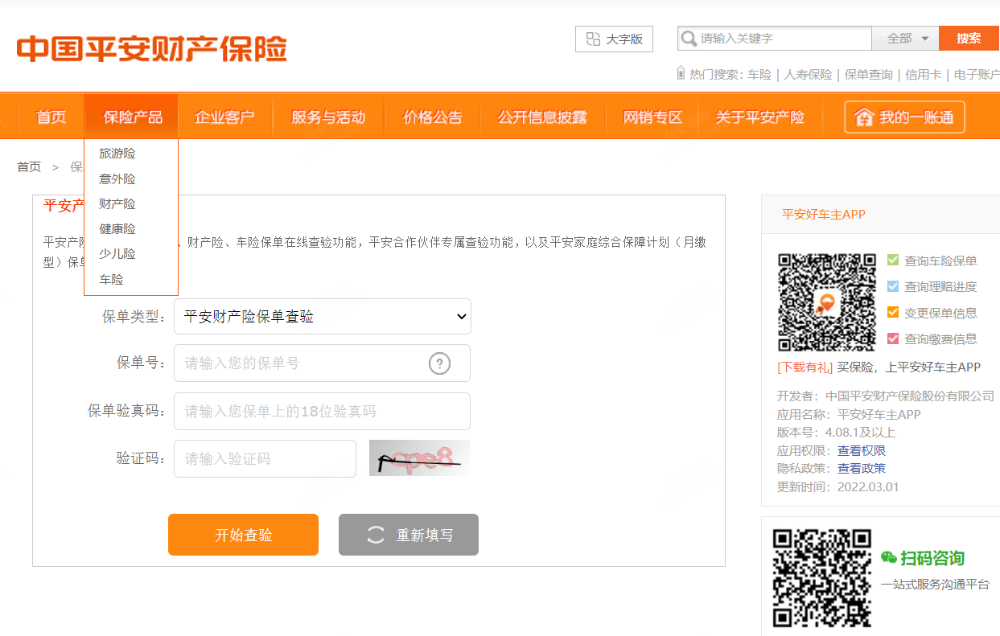 中国平安财产保险
大字版
请输入关键字
全部
搜索
热门搜索：车险 | 人寿保险 | 保单查询 | 信用卡 | 电子账户
首页 保险产品 企业客户 服务与活动 价格公告 公开信息披露 网销专区 关于平安产险 我的一账通
旅游险
意外险
财产险
健康险
少儿险
车险
首页 > 保
平安产
平安产险 、财产险、车险保单在线查验功能，平安合作伙伴专属查验功能，以及平安家庭综合保障计划（月缴
型）保单
保单类型： 平安财产险保单查验
保单号： 请输入您的保单号 ?
保单验真码： 请输入您保单上的18位验真码
验证码： 请输入验证码
开始查验 重新填写
平安好车主APP
查询车险保单
查询理赔进度
变更保单信息
查询缴费信息
[下载有礼] 买保险，上平安好车主APP
开发者：中国平安财产保险股份有限公司
应用名称：平安好车主APP
版本号：4.08.1及以上
应用权限：查看权限
隐私政策：查看政策
更新时间：2022.03.01
扫码咨询
一站式服务沟通平台